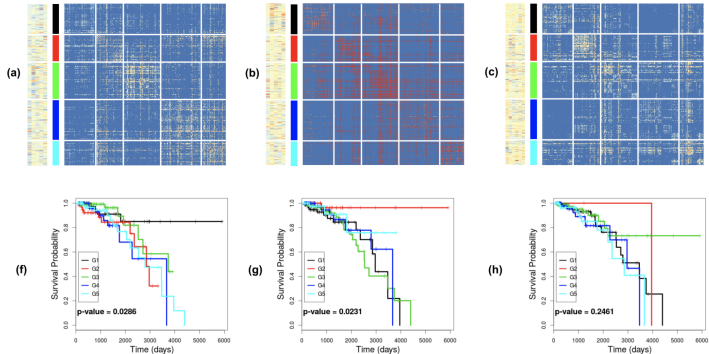 (a)
(b)
(c)
(f)
Survival Probability
1.0
0.8
0.6
0.4
0.2
0.0
G1
G2
G3
G4
G5
p-value = 0.0286
0 1000 2000 3000 4000 5000 6000
Time (days)
(g)
Survival Probability
1.0
0.8
0.6
0.4
0.2
0.0
G1
G2
G3
G4
G5
p-value = 0.0231
0 1000 2000 3000 4000 5000 6000
Time (days)
(h)
Survival Probability
1.0
0.8
0.6
0.4
0.2
0.0
G1
G2
G3
G4
G5
p-value = 0.2461
0 1000 2000 3000 4000 5000 6000
Time (days)